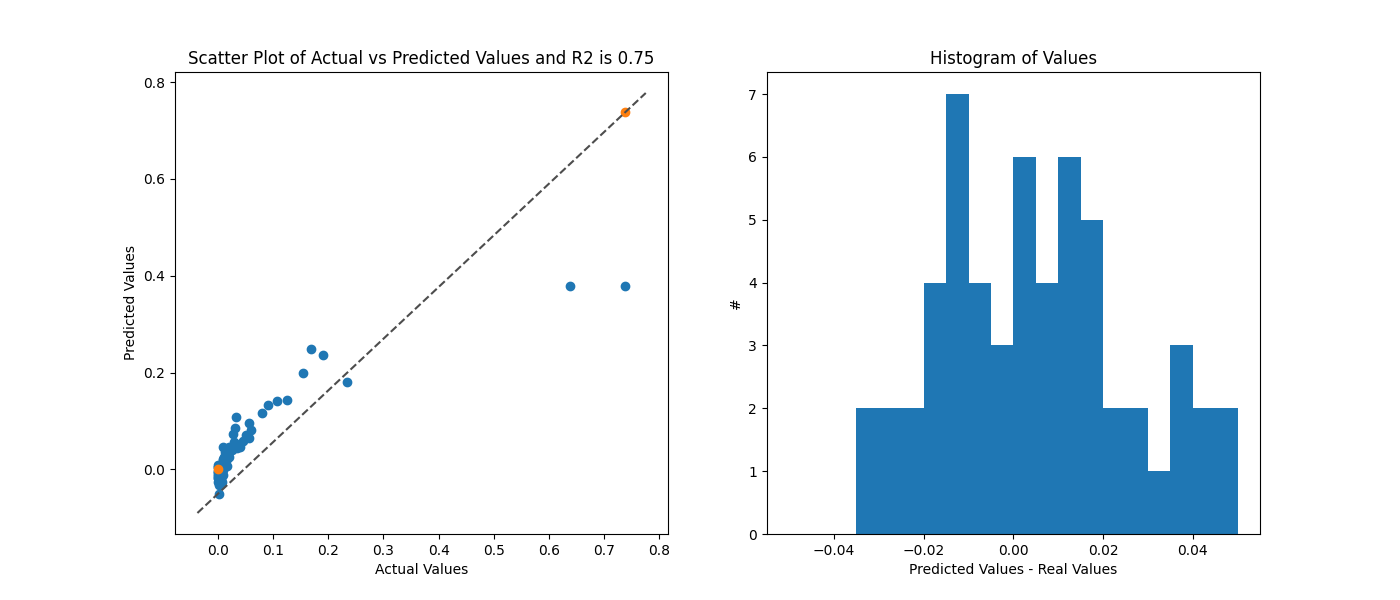 Scatter Plot of Actual vs Predicted Values and R2 is 0.75
0.8
0.6
0.4
0.2
0.0
Predicted Values
0.0 0.1 0.2 0.3 0.4 0.5 0.6 0.7 0.8
Actual Values
Histogram of Values
7
6
5
4
3
2
1
0
#
−0.04 −0.02 0.00 0.02 0.04
Predicted Values - Real Values